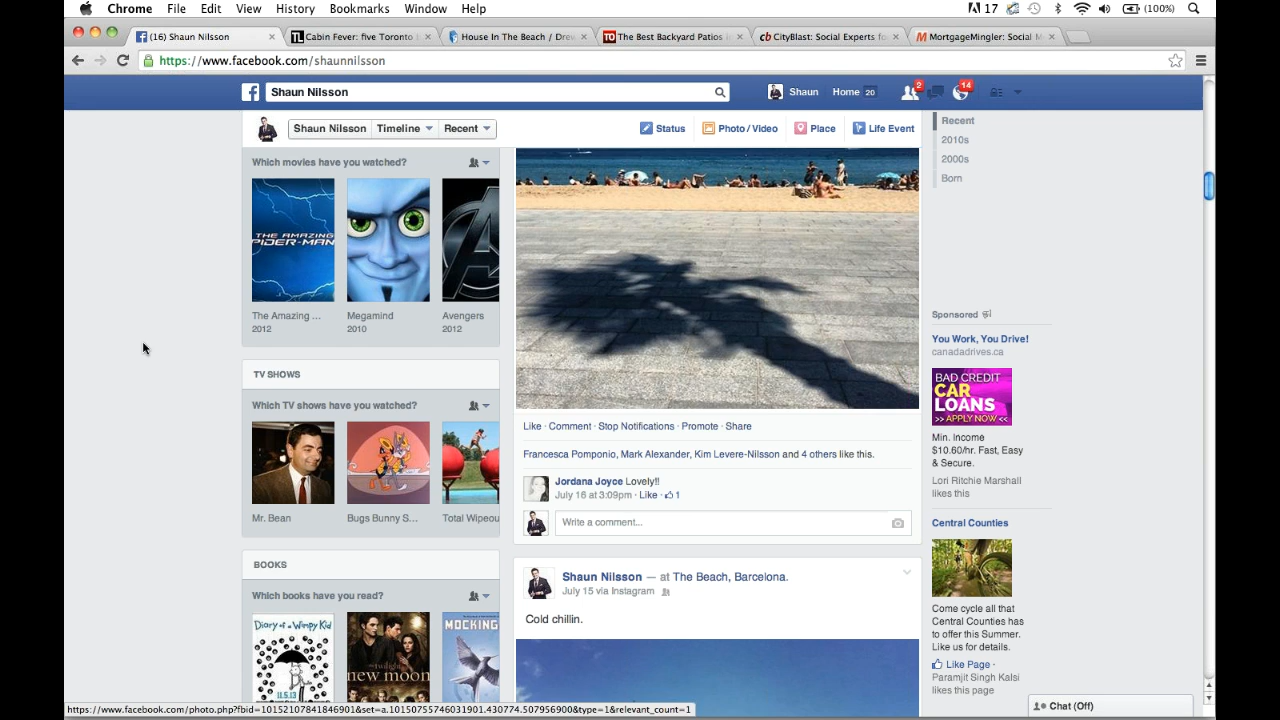 Chrome File Edit View History Bookmarks Window Help 17 (100%)
(16) Shaun Nilsson
Cabin Fever: five Toronto
House In The Beach / Drew
The Best Backyard Patios i
CityBlast: Social Experts fo
MortgageMingler: Social M
https://www.facebook.com/shaunnilsson
Shaun Nilsson
Shaun Home 20 2 14
Shaun Nilsson Timeline Recent
Status Photo / Video Place Life Event
Which movies have you watched?
THE AMAZING
The Amazing ...
2012
Megamind
2010
Avengers
2012
TV SHOWS
Which TV shows have you watched?
Mr. Bean
Bugs Bunny S...
Total Wipeou
BOOKS
Which books have you read?
Diary of a Wimpy Kid
11.5.13
twilight
new moon
MOCKING
Like · Comment · Stop Notifications · Promote · Share
Francesca Pomponio, Mark Alexander, Kim Levere-Nilsson and 4 others like this.
Jordana Joyce Lovely!!
July 16 at 3:09pm · Like · 1
Write a comment...
Shaun Nilsson — at The Beach, Barcelona.
July 15 via Instagram
Cold chillin.
Recent
2010s
2000s
Born
Sponsored
You Work, You Drive!
canadadrives.ca
BAD CREDIT
CAR
LOANS
>> APPLY NOW <<
Min. Income
$10.60/hr. Fast, Easy
& Secure.
Lori Ritchie Marshall
likes this
Central Counties
Come cycle all that
Central Counties has
to offer this Summer.
Like us for details.
Like Page ·
Paramjit Singh Kalsi
likes this page
Chat (Off)
https://www.facebook.com/photo.php?fbid=10152107841846901&set=a.10150755746031901.430774.507956900&type=1&relevant_count=1